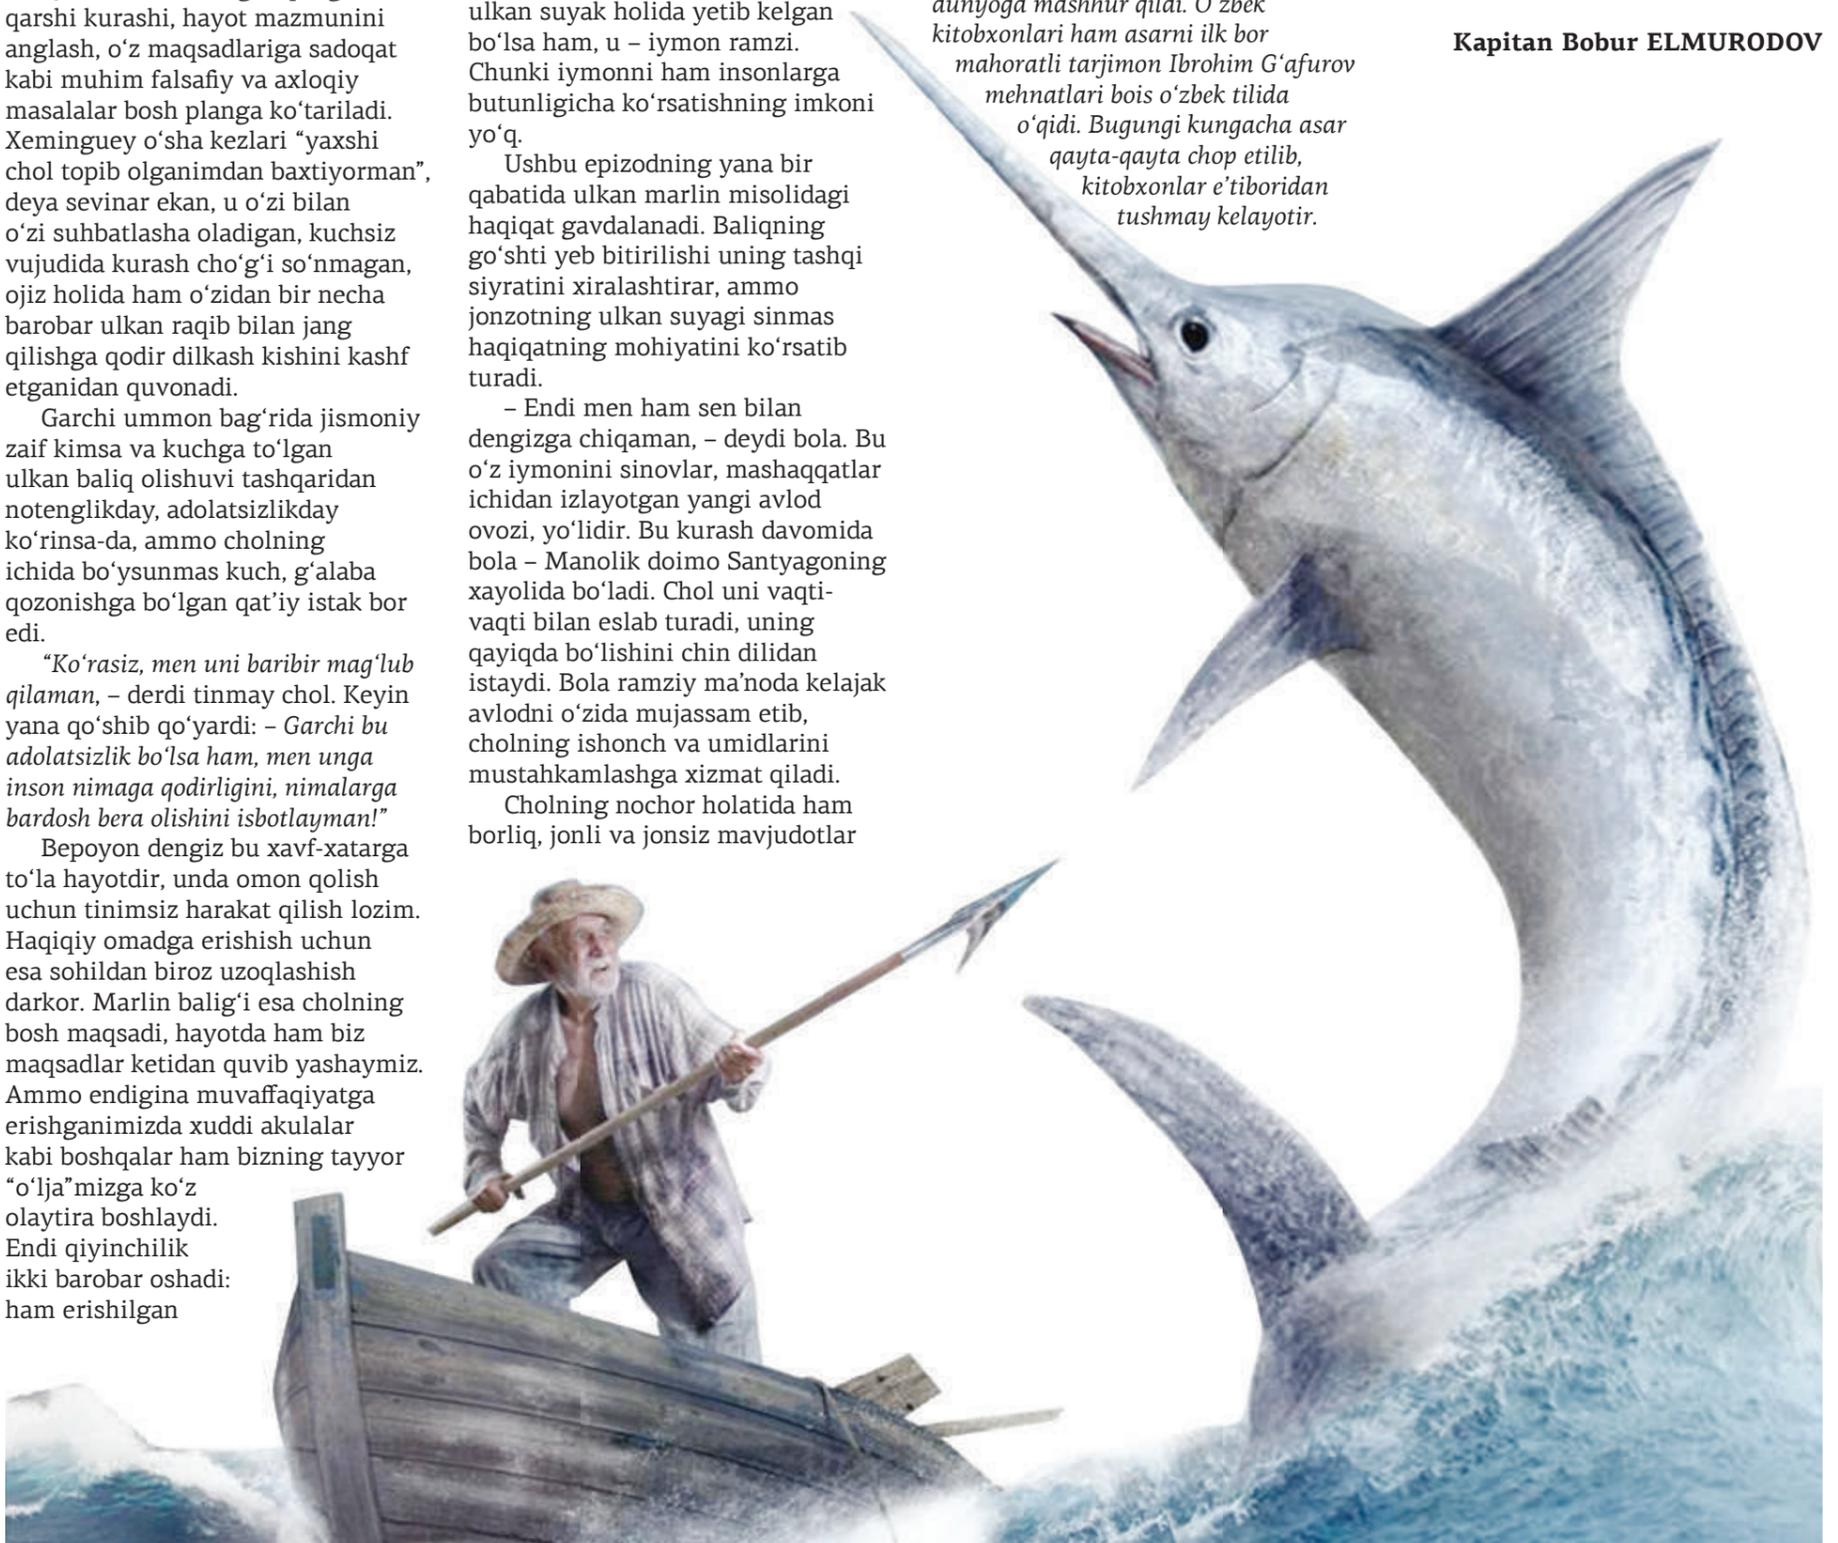 qarshi kurashi, hayot mazmunini
anglash, o‘z maqsadlariga sadoqat
kabi muhim falsafiy va axloqiy
masalalar bosh planga ko‘tariladi.
Xeminguey o‘sha kezlari “yaxshi
chol topib olganimdan baxtiyorman”,
deya sevinar ekan, u o‘zi bilan
o‘zi suhbatlasha oladigan, kuchsiz
vujudida kurash cho‘g‘i so‘nmagan,
ojiz holida ham o‘zidan bir necha
barobar ulkan raqib bilan jang
qilishga qodir dilkash kishini kashf
etganidan quvonadi.
Garchi ummon bag‘rida jismoniy
zaif kimsa va kuchga to‘lgan
ulkan baliq olishuvi tashqaridan
notenglikday, adolatsizlikday
ko‘rinsa-da, ammo cholning
ichida bo‘ysunmas kuch, g‘alaba
qozonishga bo‘lgan qat’iy istak bor
edi.
“Ko‘rasiz, men uni baribir mag‘lub
qilaman, – derdi tinmay chol. Keyin
yana qo‘shib qo‘yardi: – Garchi bu
adolatsizlik bo‘lsa ham, men unga
inson nimaga qodirligini, nimalarga
bardosh bera olishini isbotlayman!”
Bepoyon dengiz bu xavf-xatarga
to‘la hayotdir, unda omon qolish
uchun tinimsiz harakat qilish lozim.
Haqiqiy omadga erishish uchun
esa sohildan biroz uzoqlashish
darkor. Marlin balig‘i esa cholning
bosh maqsadi, hayotda ham biz
maqsadlar ketidan quvib yashaymiz.
Ammo endigina muvaffaqiyatga
erishganimizda xuddi akulalar
kabi boshqalar ham bizning tayyor
“o‘lja”mizga ko‘z
olaytira boshlaydi.
Endi qiyinchilik
ikki barobar oshadi:
ham erishilgan
ulkan suyak holida yetib kelgan
bo‘lsa ham, u – iymon ramzi.
Chunki iymonni ham insonlarga
butunligicha ko‘rsatishning imkoni
yo‘q.
Ushbu epizodning yana bir
qabatida ulkan marlin misolidagi
haqiqat gavdalanadi. Baliqning
go‘shti yeb bitirilishi uning tashqi
siyratini xiralashtirar, ammo
jonzotning ulkan suyagi sinmas
haqiqatning mohiyatini ko‘rsatib
turadi.
– Endi men ham sen bilan
dengizga chiqaman, – deydi bola. Bu
o‘z iymonini sinovlar, mashaqqatlar
ichidan izlayotgan yangi avlod
ovozi, yo‘lidir. Bu kurash davomida
bola – Manolik doimo Santyagoning
xayolida bo‘ladi. Chol uni vaqti-
vaqti bilan eslab turadi, uning
qayiqda bo‘lishini chin dilidan
istaydi. Bola ramziy ma’noda kelajak
avlodni o‘zida mujassam etib,
cholning ishonch va umidlarini
mustahkamlashga xizmat qiladi.
Cholning nochor holatida ham
borliq, jonli va jonsiz mavjudotlar
dunyoga mashhur qildi. O‘zbek
kitobxonlari ham asarni ilk bor
mahoratli tarjimon Ibrohim G‘afurov
mehnatlari bois o‘zbek tilida
o‘qidi. Bugungi kungacha asar
qayta-qayta chop etilib,
kitobxonlar e’tiboridan
tushmay kelayotir.
Kapitan Bobur ELMURODOV